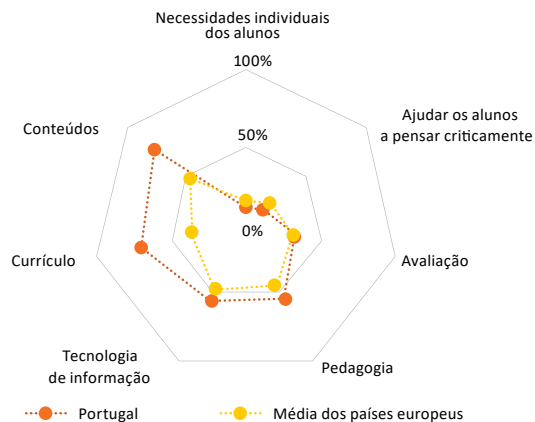 Necessidades individuais
dos alunos
100%
Ajudar os alunos
a pensar criticamente
Conteúdos
50%
0%
Currículo
Avaliação
Tecnologia
de informação
Pedagogia
Portugal
Média dos países europeus